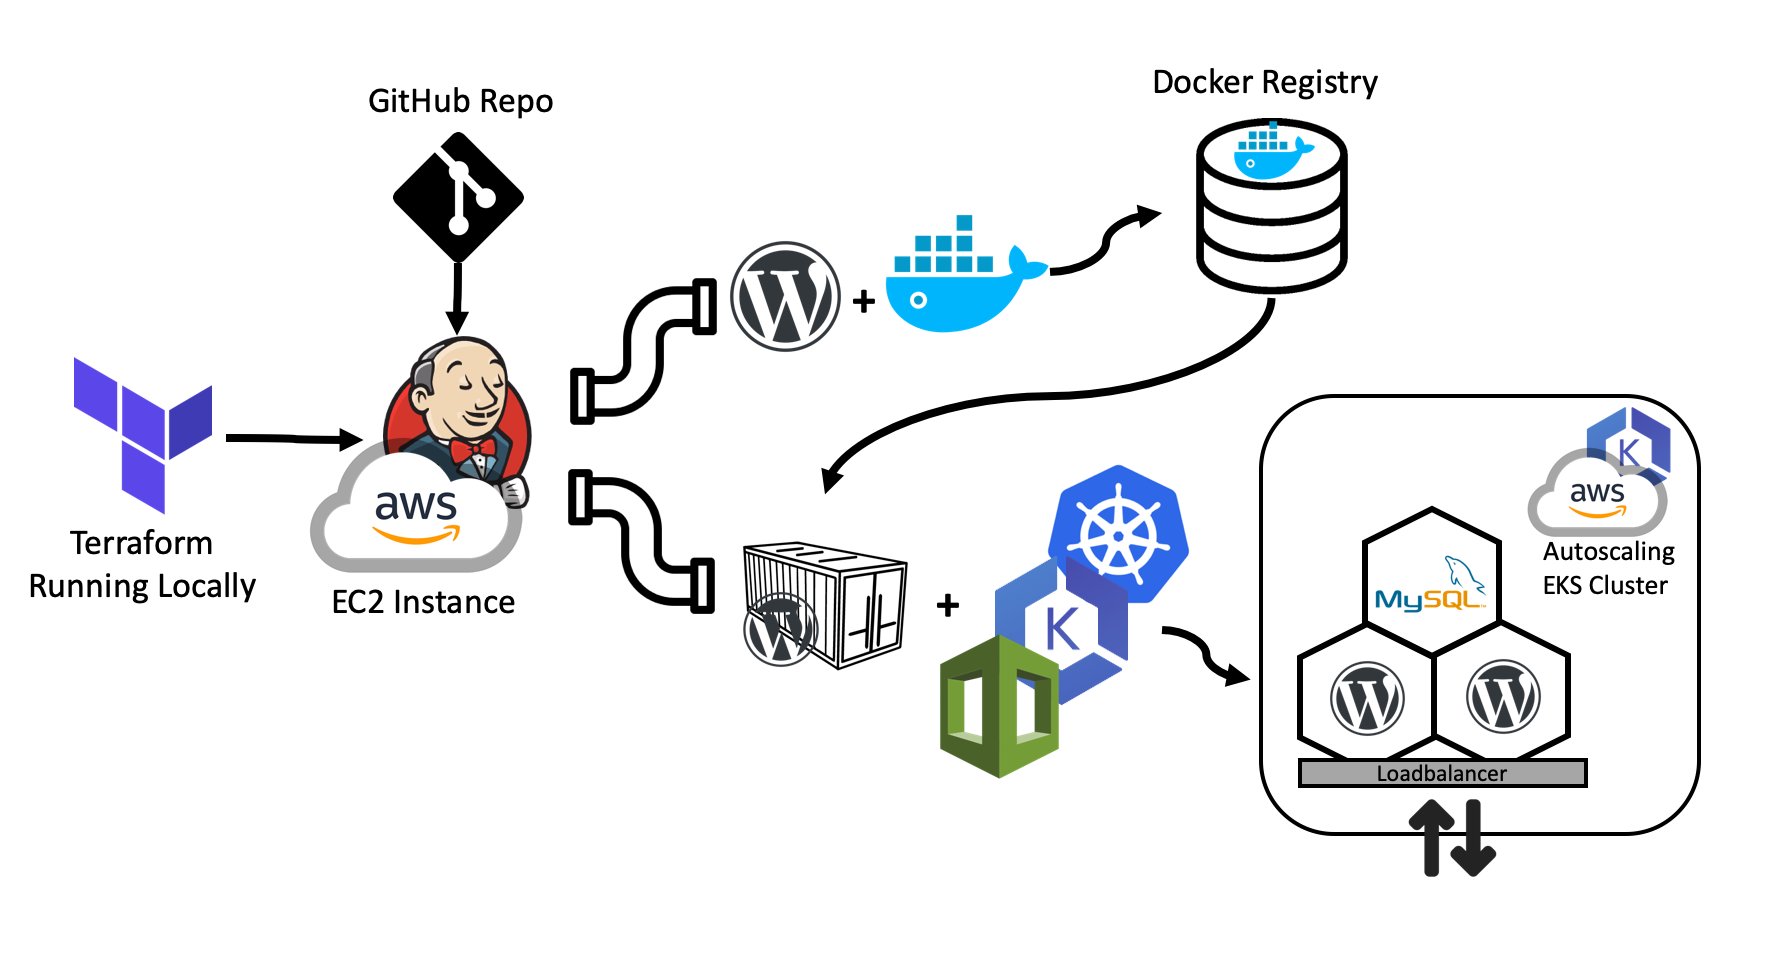 GitHub Repo
Docker Registry
Terraform
Running Locally
aws
EC2 Instance
W
+
W
+
K
K
aws
Autoscaling
EKS Cluster
MySQL
W
W
Loadbalancer